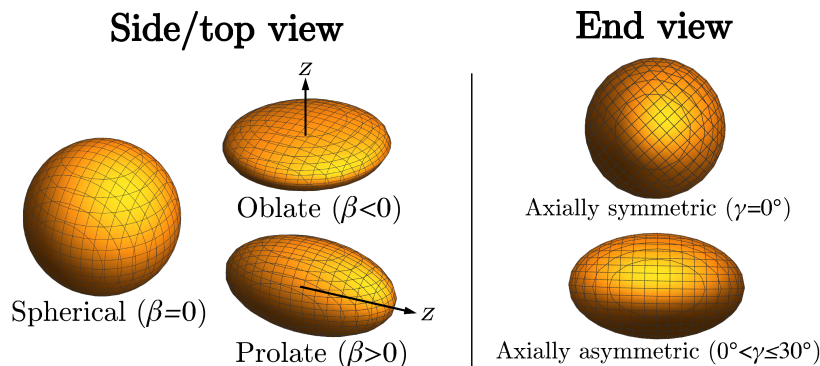 Side/top view
End view
z
Oblate (β<0)
Axially symmetric (γ=0°)
Spherical (β=0)
z
Prolate (β>0)
Axially asymmetric (0°<γ≤30°)